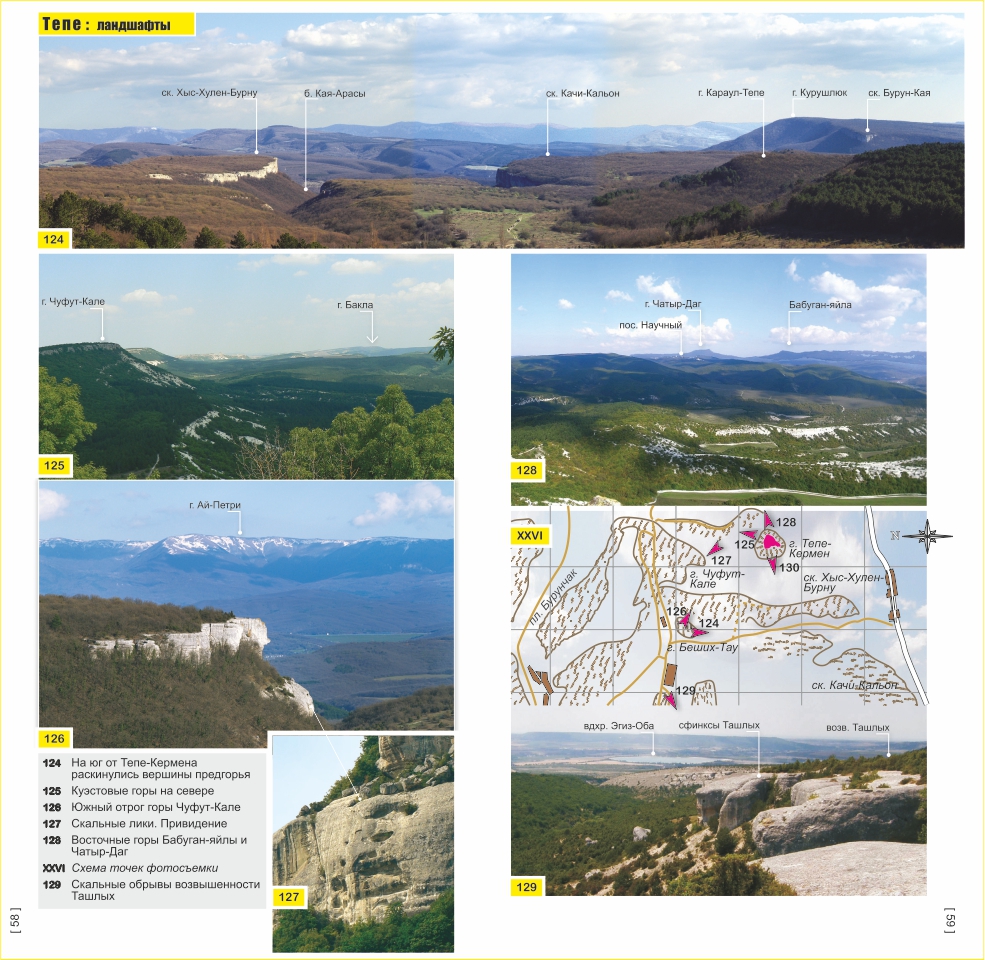 Тепе: ландшафты
ск. Хыс-Хулен-Бурну
б. Кая-Арасы
ск. Качи-Кальон
г. Караул-Тепе
г. Курушлюк
ск. Бурун-Кая
124
г. Чуфут-Кале
г. Бакла
125
г. Чатыр-Даг
Бабуган-яйла
пос. Научный
128
г. Ай-Петри
126
XXVI
N
128
125
г. Тепе-
Кермен
127
130
г. Чуфут-
Кале
ск. Хыс-Хулен-
Бурну
пл. Бурунчак
126
124
г. Беших-Тау
ск. Качи-Кальон
129
124 На юг от Тепе-Кермена
раскинулись вершины предгорья
125 Куэстовые горы на севере
126 Южный отрог горы Чуфут-Кале
127 Скальные лики. Привидение
128 Восточные горы Бабуган-яйлы и
Чатыр-Даг
XXVI Схема точек фотосъемки
129 Скальные обрывы возвышенности
Ташлых
127
вдхр. Эгиз-Оба
сфинксы Ташлых
возв. Ташлых
129
[ 58 ]
[ 59 ]